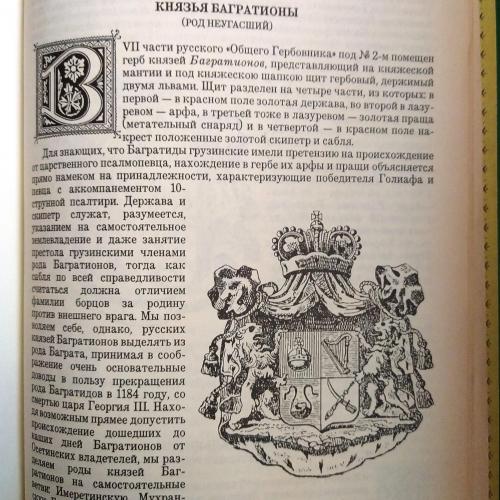 КНЯЗЬЯ БАГРАТИОНЫ
(РОД НЕУГАСШИЙ)
В VII части русского «Общего Гербовника» под № 2-м помещен
герб князей Багратионов, представляющий на княжеской
мантии и под княжескою шапкою щит гербовый, держимый
двумя львами. Щит разделен на четыре части, из которых: в
первой — в красном поле золотая держава, во второй в лазу-
ревом — арфа, в третьей тоже в лазуревом — золотая праща
(метательный снаряд) и в четвертой — в красном поле на-
крест положенные золотой скипетр и сабля.
Для знающих, что Багратиды грузинские имели претензию на происхождение
от царственного псалмопевца, нахождение в гербе их арфы и пращи объясняется
прямо намеком на принадлежности, характеризующие победителя Голиафа и
певца с аккомпанементом 10-
струнной псалтири. Держава и
скипетр служат, разумеется,
указанием на самостоятельное
землевладение и даже занятие
престола грузинскими членами
рода Багратионов, тогда как
сабля по всей справедливости
считаться должна отличием
фамилии борцов за родину
против внешнего врага. Мы поз-
воляем себе, однако, русских
князей Багратионов выделять из
рода Баграта, принимая в сооб-
ражение очень основательные
доводы в пользу прекращения
рода Багратидов в 1184 году, со
смертью царя Георгия III. Нахо-
дя возможным прямее допустить
происхождение дошедших до
наших дней Багратионов от
Осетинских владетелей, мы раз-
деляем роды князей Баг-
ратионов на самостоятельные
ветви: Имеретинскую, Мухран-